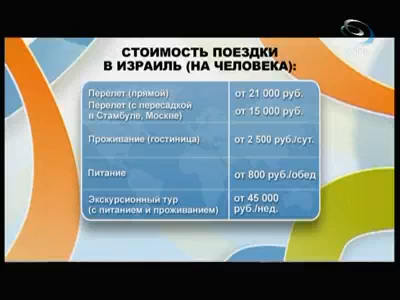 СТОИМОСТЬ ПОЕЗДКИ
В ИЗРАИЛЬ (НА ЧЕЛОВЕКА):
Перелет (прямой) от 21 000 руб.
Перелет (с пересадкой
в Стамбуле, Москве) от 15 000 руб.
Проживание (гостиница) от 2 500 руб./сут.
Питание от 800 руб./обед
Экскурсионный тур
(с питанием и проживанием) от 45 000
руб./нед.